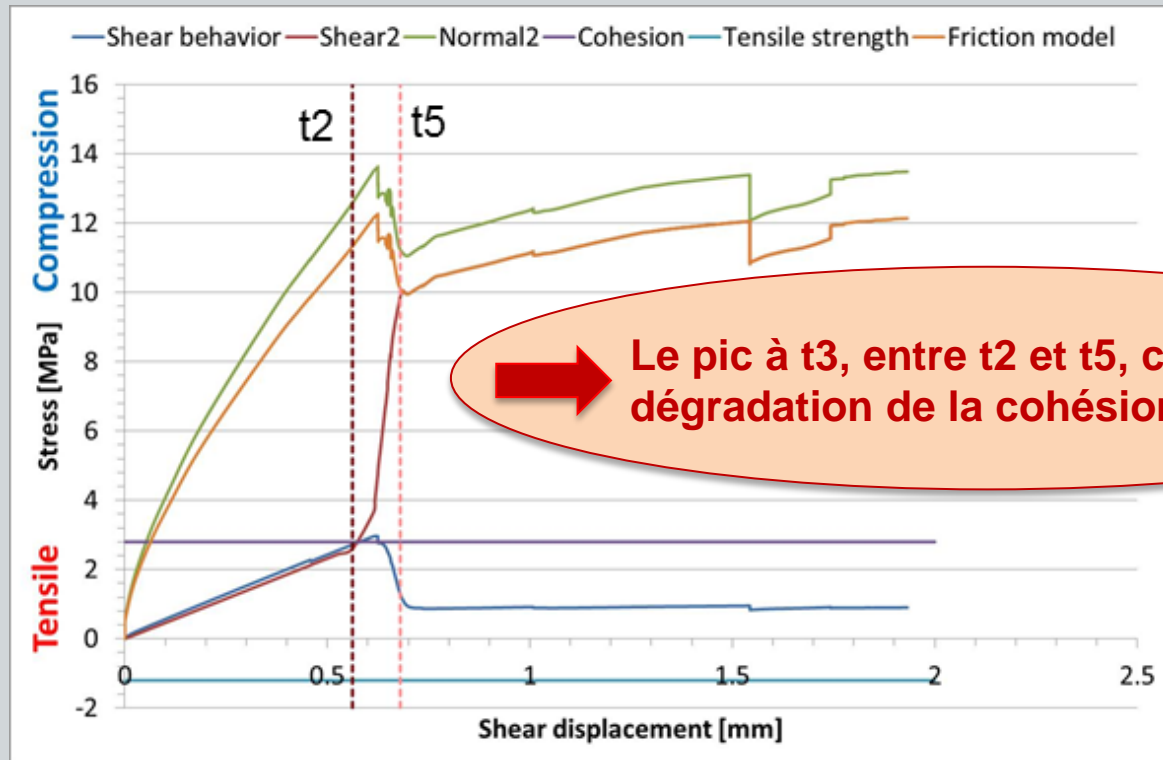 Shear behavior Shear2 Normal2 Cohesion Tensile strength Friction model
Compression
Tensile
Stress [MPa]
16
14
12
10
8
6
4
2
0
-2
t2
t5
Le pic à t3, entre t2 et t5, c
dégradation de la cohésion
0 0.5 1 1.5 2 2.5
Shear displacement [mm]